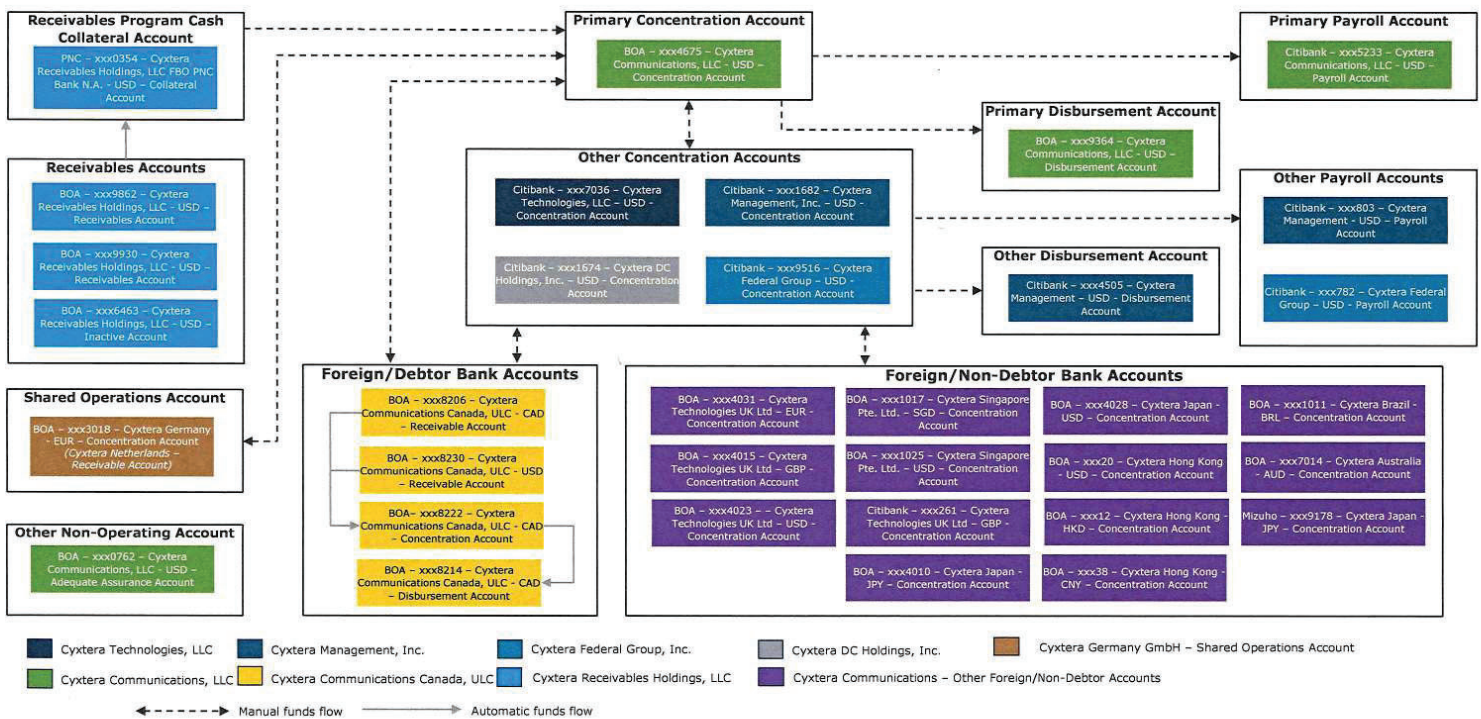 Receivables Program Cash
Collateral Account
PNC – xxx0354 – Cyxtera
Receivables Holdings, LLC FBO PNC
Bank N.A. - USD – Collateral
Account
Receivables Accounts
BOA – xxx9862 – Cyxtera
Receivables Holdings, LLC - USD –
Receivables Account
BOA – xxx9930 – Cyxtera
Receivables Holdings, LLC - USD –
Receivables Account
BOA – xxx6463 – Cyxtera
Receivables Holdings, LLC - USD –
Inactive Account
Shared Operations Account
BOA – xxx3018 – Cyxtera Germany
- EUR – Concentration Account
(Cyxtera Netherlands –
Receivable Account)
Other Non-Operating Account
BOA – xxx0762 – Cyxtera
Communications, LLC - USD –
Adequate Assurance Account
Primary Concentration Account
BOA – xxx4675 – Cyxtera
Communications, LLC - USD –
Concentration Account
Other Concentration Accounts
Citibank – xxx7036 – Cyxtera
Technologies, LLC – USD -
Concentration Account
Citibank – xxx1682 – Cyxtera
Management, Inc. – USD -
Concentration Account
Citibank – xxx1674 – Cyxtera DC
Holdings, Inc. – USD - Concentration
Account
Citibank – xxx9516 – Cyxtera
Federal Group – USD -
Concentration Account
Primary Payroll Account
Citibank – xxx5233 – Cyxtera
Communications, LLC – USD –
Payroll Account
Primary Disbursement Account
BOA – xxx9364 – Cyxtera
Communications, LLC - USD –
Disbursement Account
Other Payroll Accounts
Citibank – xxx803 – Cyxtera
Management - USD – Payroll
Account
Citibank – xxx782 – Cyxtera Federal
Group – USD - Payroll Account
Other Disbursement Account
Citibank – xxx4505 – Cyxtera
Management – USD - Disbursement
Account
Foreign/Debtor Bank Accounts
BOA – xxx8206 – Cyxtera
Communications Canada, ULC - CAD
– Receivable Account
BOA – xxx8230 – Cyxtera
Communications Canada, ULC - USD
– Receivable Account
BOA– xxx8222 – Cyxtera
Communications Canada, ULC - CAD
– Concentration Account
BOA – xxx8214 – Cyxtera
Communications Canada, ULC - CAD
– Disbursement Account
Foreign/Non-Debtor Bank Accounts
BOA – xxx4031 – Cyxtera
Technologies UK Ltd – EUR -
Concentration Account
BOA – xxx1017 – Cyxtera Singapore
Pte. Ltd. – SGD – Concentration
Account
BOA – xxx4028 – Cyxtera Japan -
USD – Concentration Account
BOA – xxx1011 – Cyxtera Brazil -
BRL – Concentration Account
BOA – xxx4015 – Cyxtera
Technologies UK Ltd – GBP -
Concentration Account
BOA – xxx1025 – Cyxtera Singapore
Pte. Ltd. – USD – Concentration
Account
BOA – xxx20 – Cyxtera Hong Kong
- USD – Concentration Account
BOA – xxx7014 – Cyxtera Australia
- AUD – Concentration Account
BOA – xxx4023 – – Cyxtera
Technologies UK Ltd – USD -
Concentration Account
Citibank – xxx261 – Cyxtera
Technologies UK Ltd – GBP -
Concentration Account
BOA – xxx12 – Cyxtera Hong Kong -
HKD – Concentration Account
Mizuho – xxx9178 – Cyxtera Japan -
JPY – Concentration Account
BOA – xxx4010 – Cyxtera Japan
- JPY – Concentration Account
BOA – xxx38 – Cyxtera Hong Kong -
CNY – Concentration Account
Cyxtera Technologies, LLC
Cyxtera Management, Inc.
Cyxtera Federal Group, Inc.
Cyxtera DC Holdings, Inc.
Cyxtera Germany GmbH – Shared Operations Account
Cyxtera Communications, LLC
Cyxtera Communications Canada, ULC
Cyxtera Receivables Holdings, LLC
Cyxtera Communications – Other Foreign/Non-Debtor Accounts
Manual funds flow
Automatic funds flow